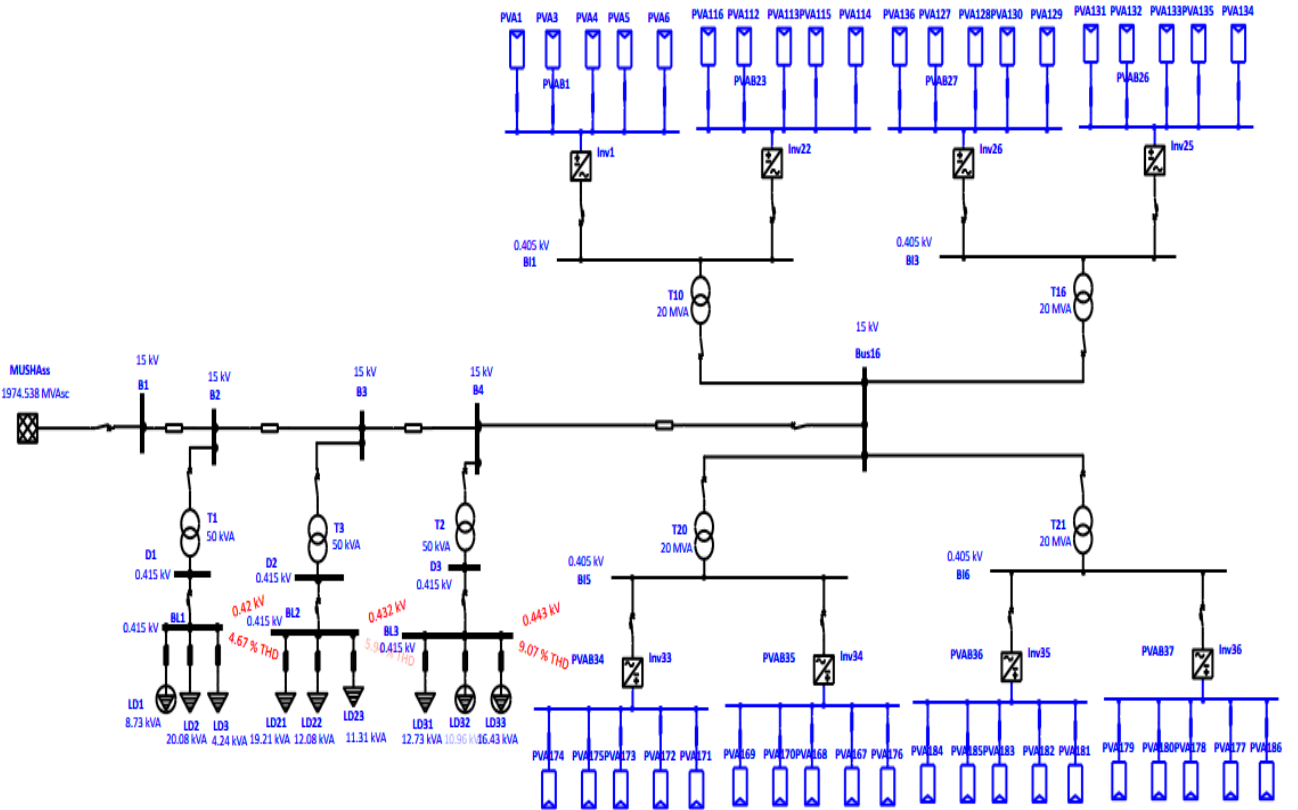 PVA1 PVA3 PVA4 PVA5 PVA6 PVA116 PVA112 PVA113 PVA115 PVA114 PVA136 PVA127 PVA128 PVA130 PVA129 PVA131 PVA132 PVA133 PVA135 PVA134
PVAB1 PVAB23 PVAB27 PVAB26
Inv1 Inv22 Inv26 Inv25
0.405 kV 0.405 kV
BI1 BI3
T10 T16
20 MVA 20 MVA
15 kV
Bus16
MUSHAss
1974.538 MVAsc
15 kV 15 kV 15 kV 15 kV
B1 B2 B3 B4
T1 T3 T2
50 kVA 50 kVA 50 kVA
T20 T21
20 MVA 20 MVA
D1 D2 D3
0.415 kV 0.415 kV 0.415 kV
0.405 kV 0.405 kV
BI5 BI6
BL1 BL2 BL3
0.415 kV 0.415 kV 0.415 kV
0.42 kV 0.432 kV 0.443 kV
4.67 % THD % THD 9.07 % THD
PVAB34 Inv33 PVAB35 Inv34 PVAB36 Inv35 PVAB37 Inv36
LD1 LD2 LD3 LD21 LD22 LD23 LD31 LD32 LD33
8.73 kVA 20.08 kVA 4.24 kVA 19.21 kVA 12.08 kVA 11.31 kVA 12.73 kVA 10.96 kVA 16.43 kVA
PVA174 PVA175 PVA173 PVA172 PVA171 PVA169 PVA170 PVA168 PVA167 PVA176 PVA184 PVA185 PVA183 PVA182 PVA181 PVA179 PVA180 PVA178 PVA177 PVA186